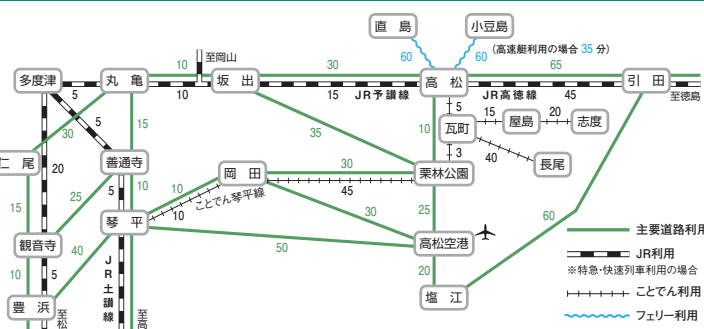 直 島
小豆島
60
60
(高速艇利用の場合 35 分)
至岡山
多度津
丸 亀
10
坂 出
30
高 松
65
引 田
5
10
15
JR予讃線
JR高徳線
45
至徳島
30
5
15
35
10
5
瓦町
15
屋島
20
志度
3
40
長尾
仁 尾
20
善通寺
岡 田
30
栗林公園
5
10
10
45
ことでん琴平線
10
15
25
琴 平
30
25
60
観音寺
40
50
高松空港
主要道路利用
10
5
JR土讃線
20
JR利用
※特急・快速列車利用の場合
豊 浜
塩 江
ことでん利用
至松
至高
フェリー利用